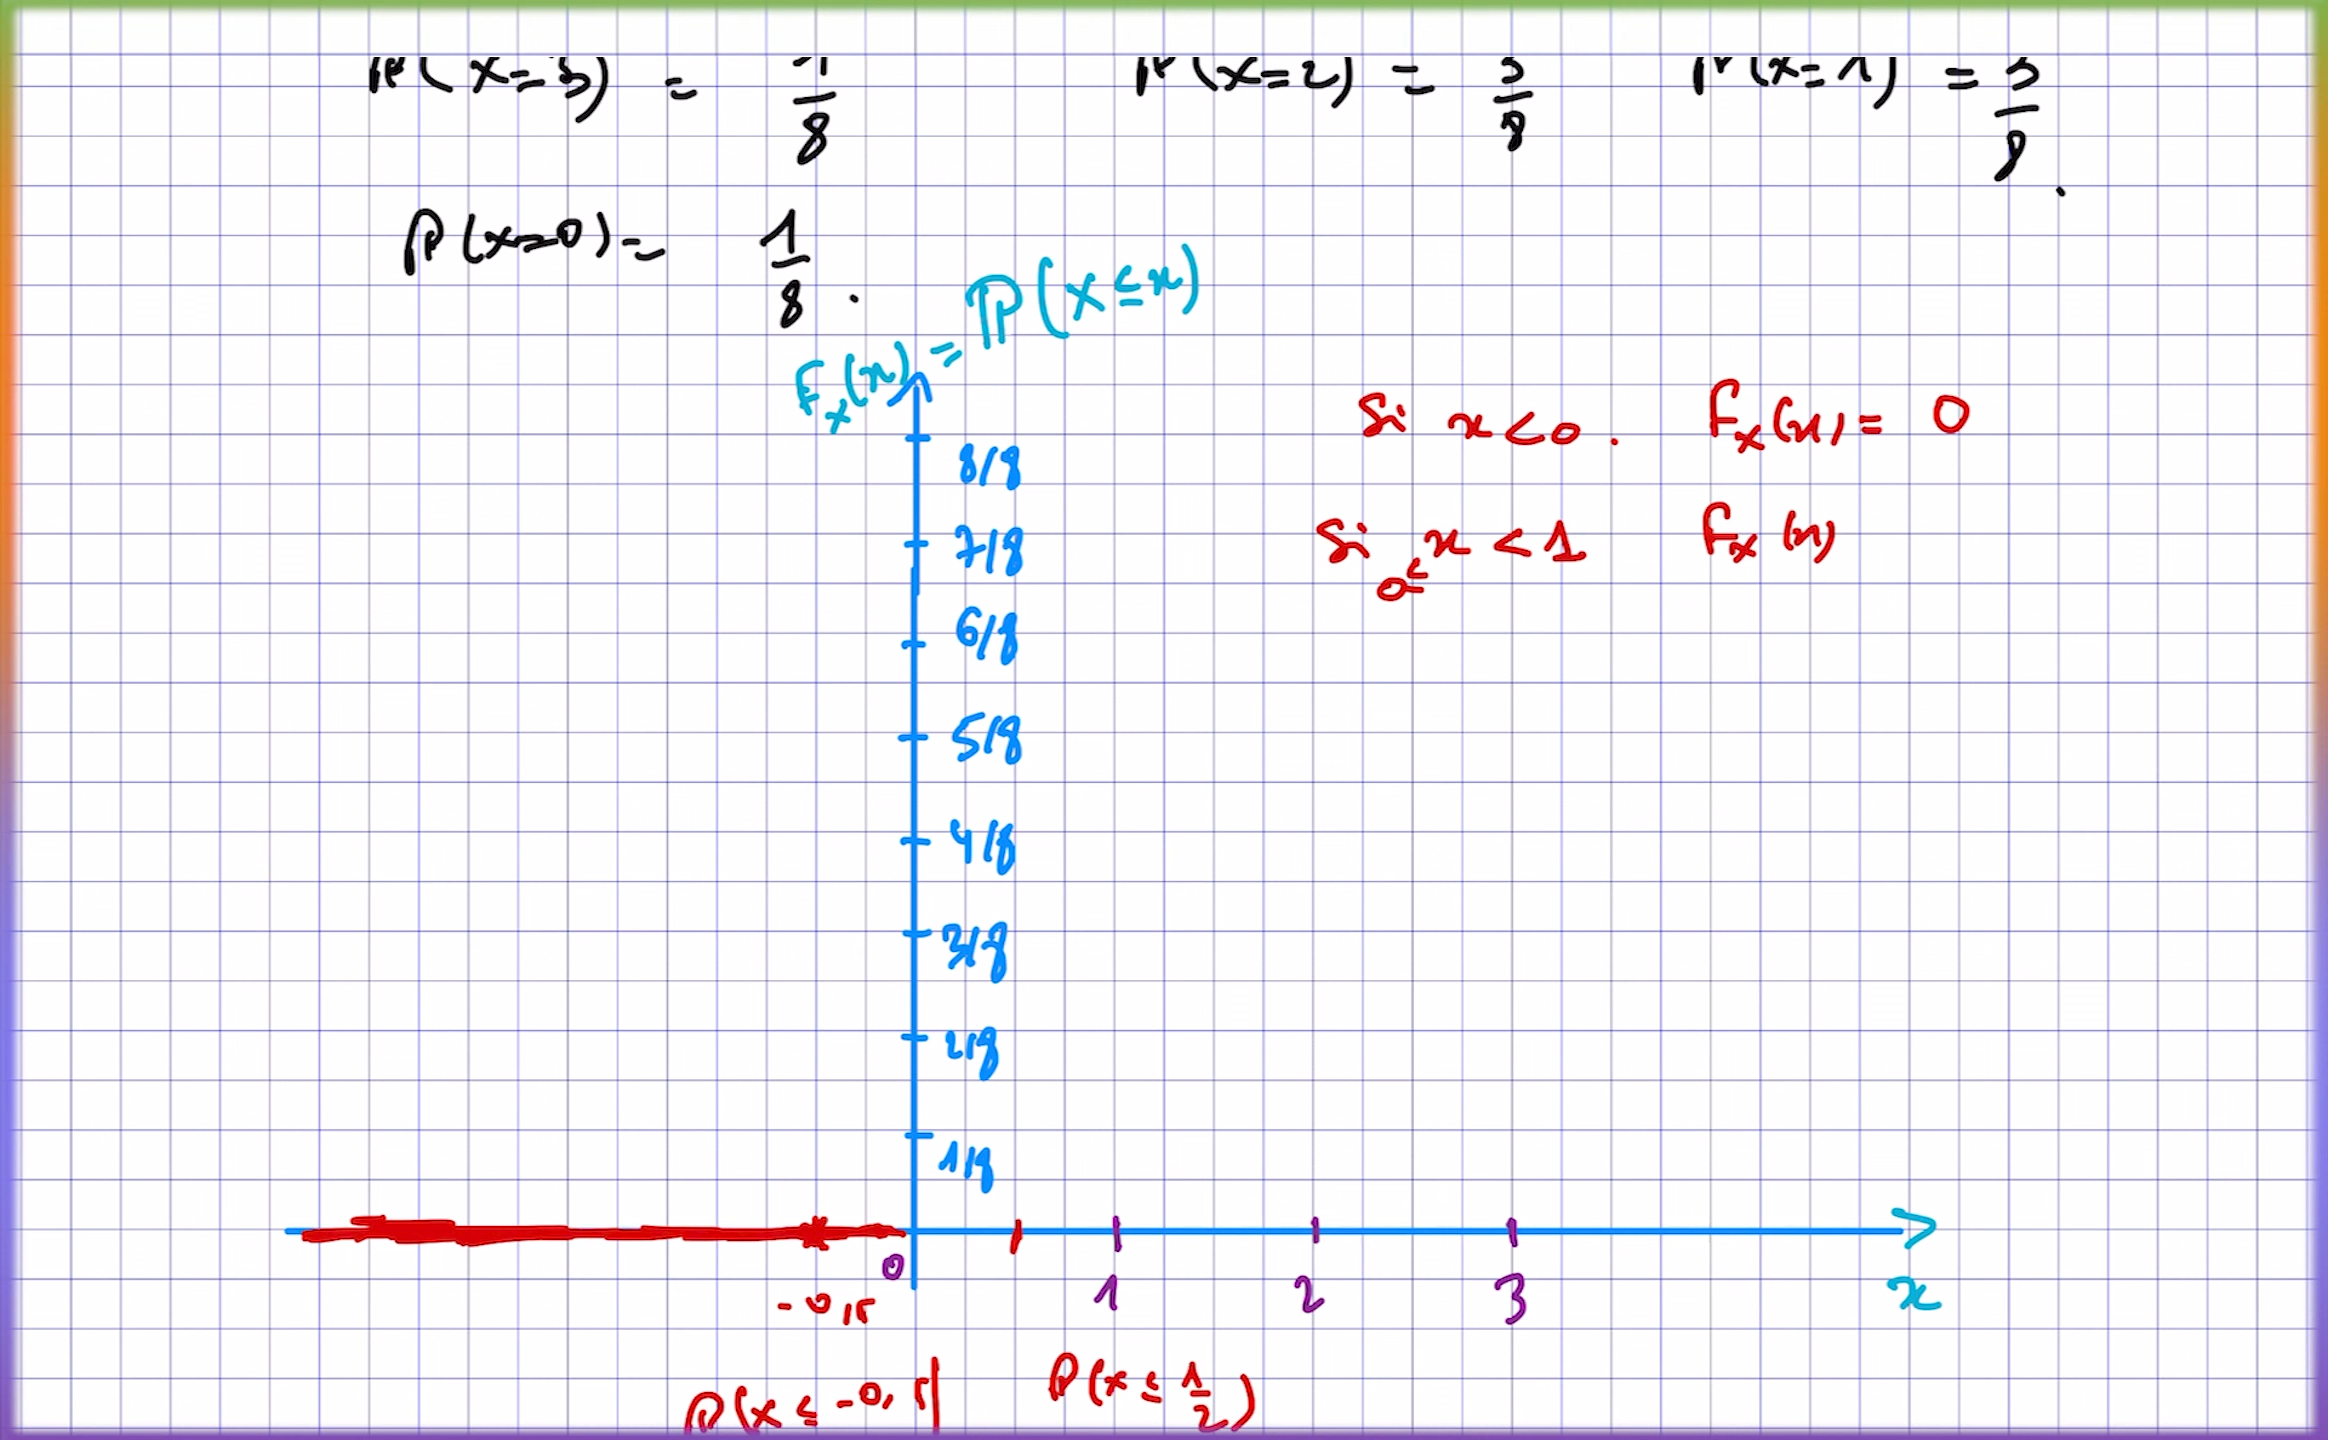 P(X=3) = 1/8 P(X=2) = 3/8 P(X=1) = 3/8.
P(X=0) = 1/8.
F_X(x) = P(X ≤ x)
Si x < 0. F_X(x) = 0
Si 0 ≤ x < 1 F_X(x)
8/8
7/8
6/8
5/8
4/8
3/8
2/8
1/8
0 1 2 3 x
-0,5
P(X ≤ -0,5) P(X ≤ 1/2)